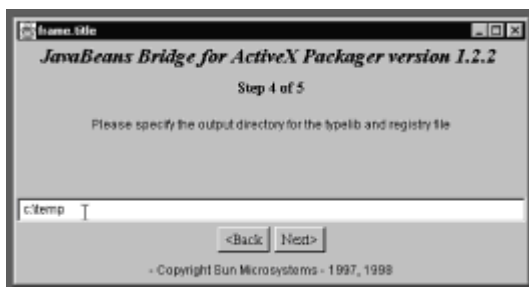 frame.title
JavaBeans Bridge for ActiveX Packager version 1.2.2
Step 4 of 5
Please specify the output directory for the typelib and registry file
c:\temp
<Back Next>
- Copyright Sun Microsystems - 1997, 1998